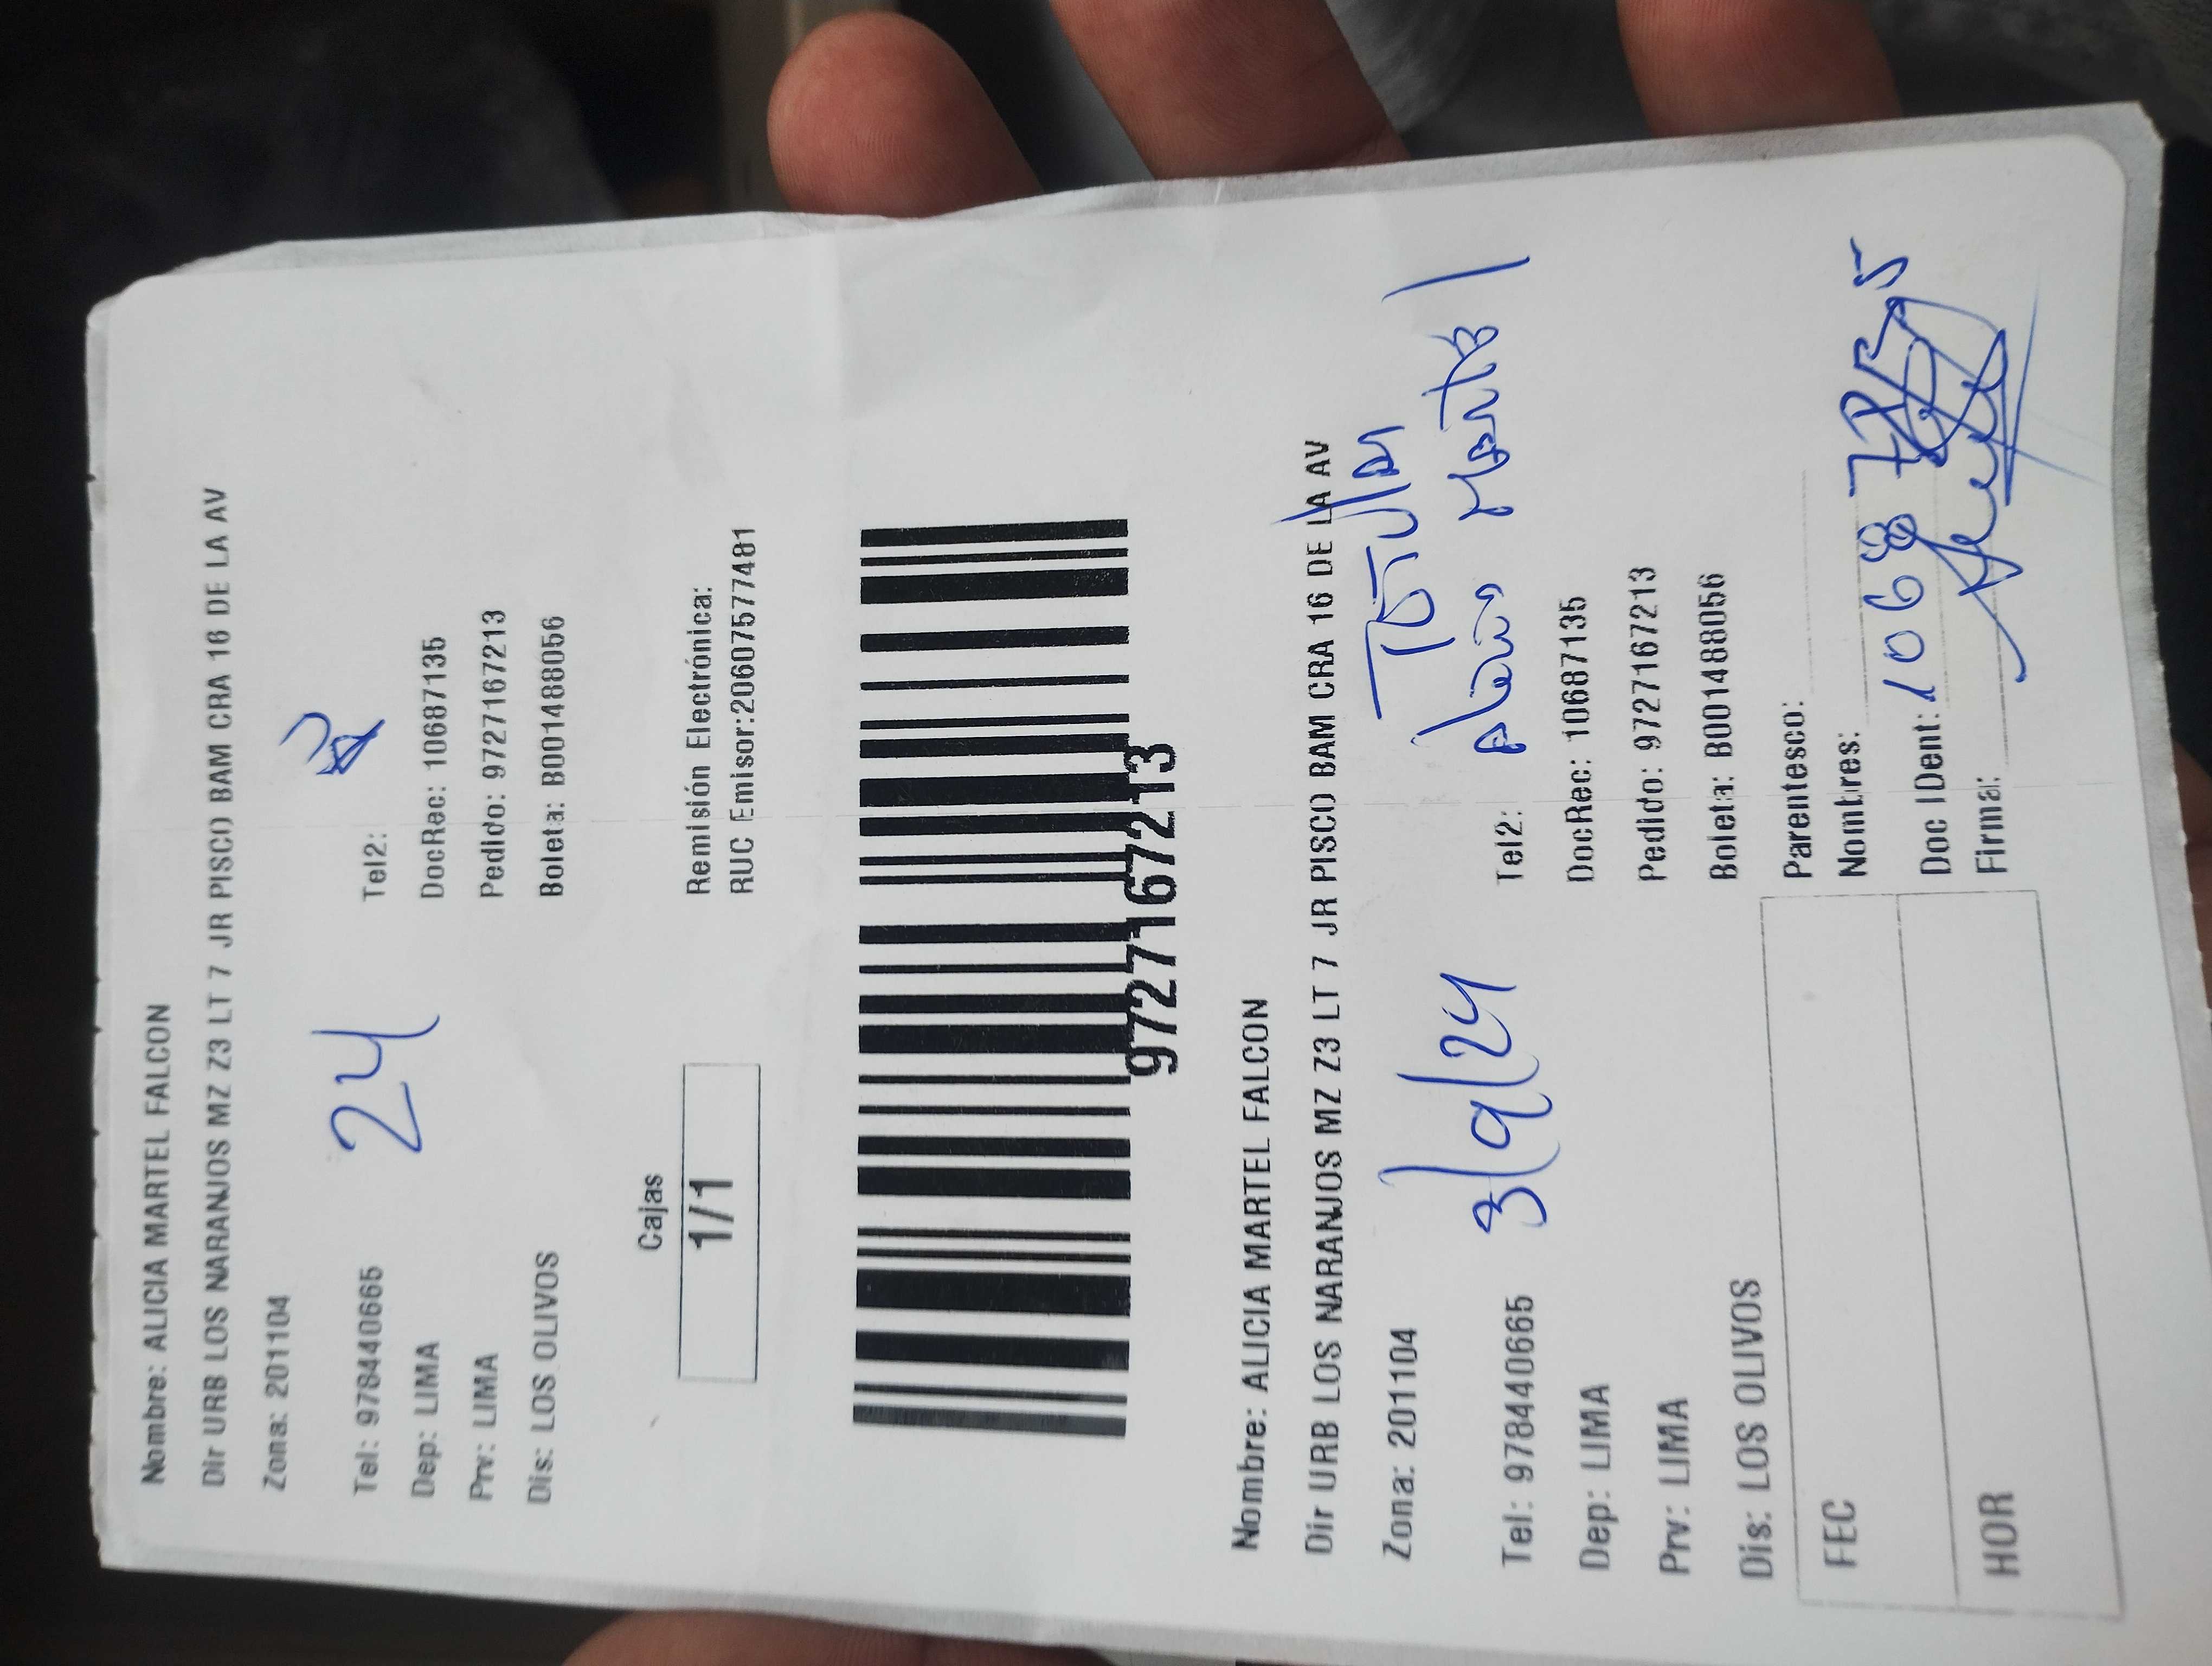 Nombre: ALICIA MARTEL FALCON
Dir URB LOS NARANJOS MZ Z3 LT 7 JR PISCO BAM CRA 16 DE LA AV
Zona: 201104
24
Tel: 978440665 Tel2:
Dep: LIMA DocRec: 10687135
Prv: LIMA Pedido: 9727167213
Dis: LOS OLIVOS Boleta: B001488056
Cajas Remisión Electrónica:
1/1 RUC Emisor:20607577481
9727167213
Nombre: ALICIA MARTEL FALCON
Dir URB LOS NARANJOS MZ Z3 LT 7 JR PISCO BAM CRA 16 DE LA AV
Zona: 201104 Titular
3/9/24 Alicia Martel
Tel: 978440665 Tel2:
Dep: LIMA DocRec: 10687135
Prv: LIMA Pedido: 9727167213
Dis: LOS OLIVOS Boleta: B001488056
Parentesco:
FEC Nombres:
Doc IDent:
HOR Firma: